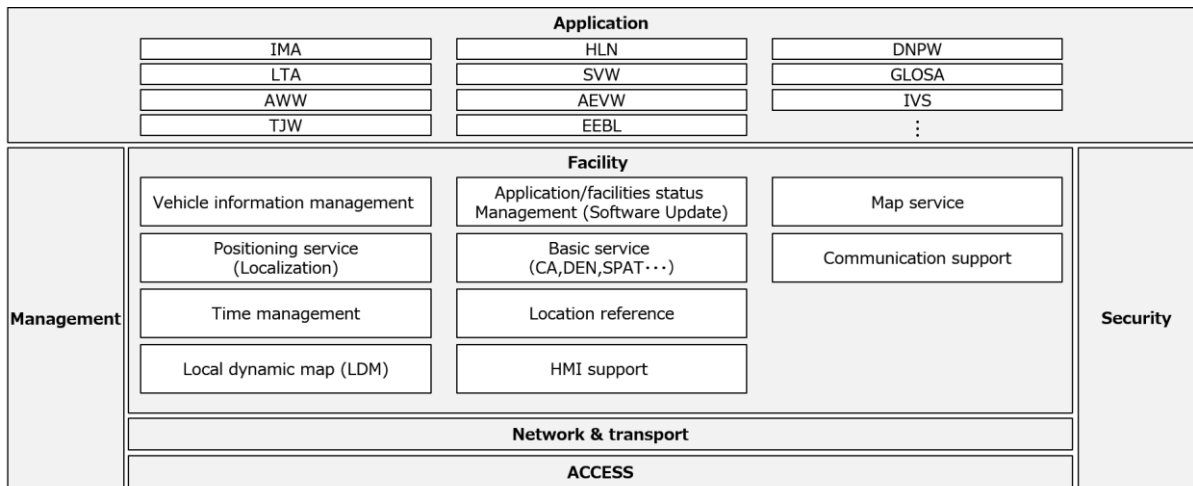 Application
IMA
HLN
DNPW
LTA
SVW
GLOSA
AWW
AEVW
IVS
TJW
EEBL
⋮
Management
Facility
Vehicle information management
Application/facilities status
Management (Software Update)
Map service
Positioning service
(Localization)
Basic service
(CA,DEN,SPAT･･･)
Communication support
Time management
Location reference
Local dynamic map (LDM)
HMI support
Security
Network & transport
ACCESS